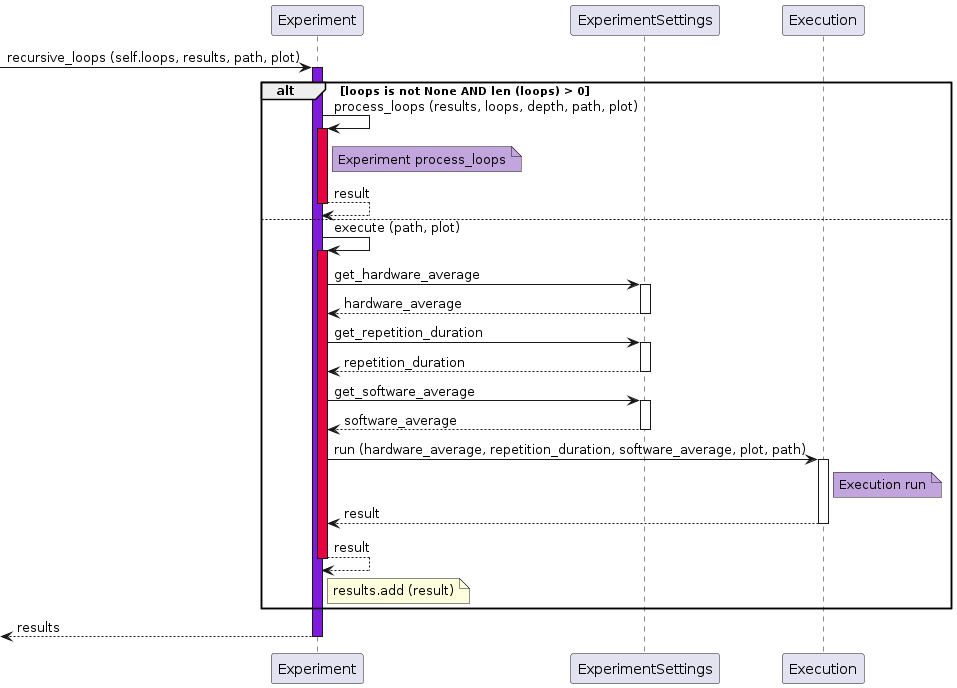 Experiment
ExperimentSettings
Execution
recursive_loops (self.loops, results, path, plot)
alt
[loops is not None AND len (loops) > 0]
process_loops (results, loops, depth, path, plot)
Experiment process_loops
result
execute (path, plot)
get_hardware_average
hardware_average
get_repetition_duration
repetition_duration
get_software_average
software_average
run (hardware_average, repetition_duration, software_average, plot, path)
Execution run
result
result
results.add (result)
results
Experiment
ExperimentSettings
Execution